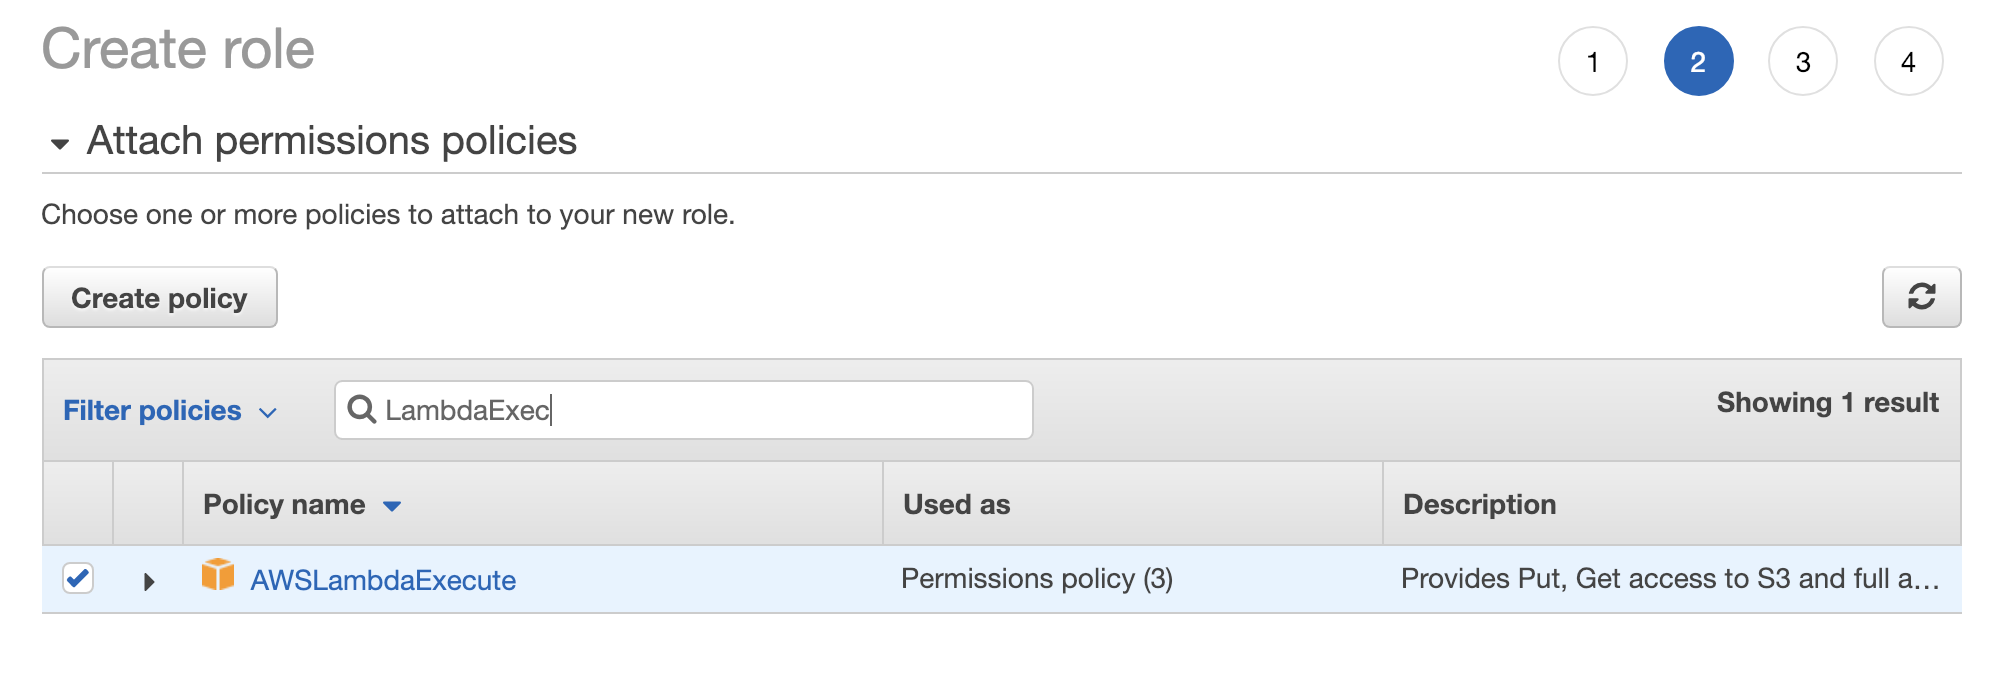 Create role
1 2 3 4
Attach permissions policies
Choose one or more policies to attach to your new role.
Create policy
Filter policies
LambdaExec
Showing 1 result
Policy name Used as Description
AWSLambdaExecute Permissions policy (3) Provides Put, Get access to S3 and full a...